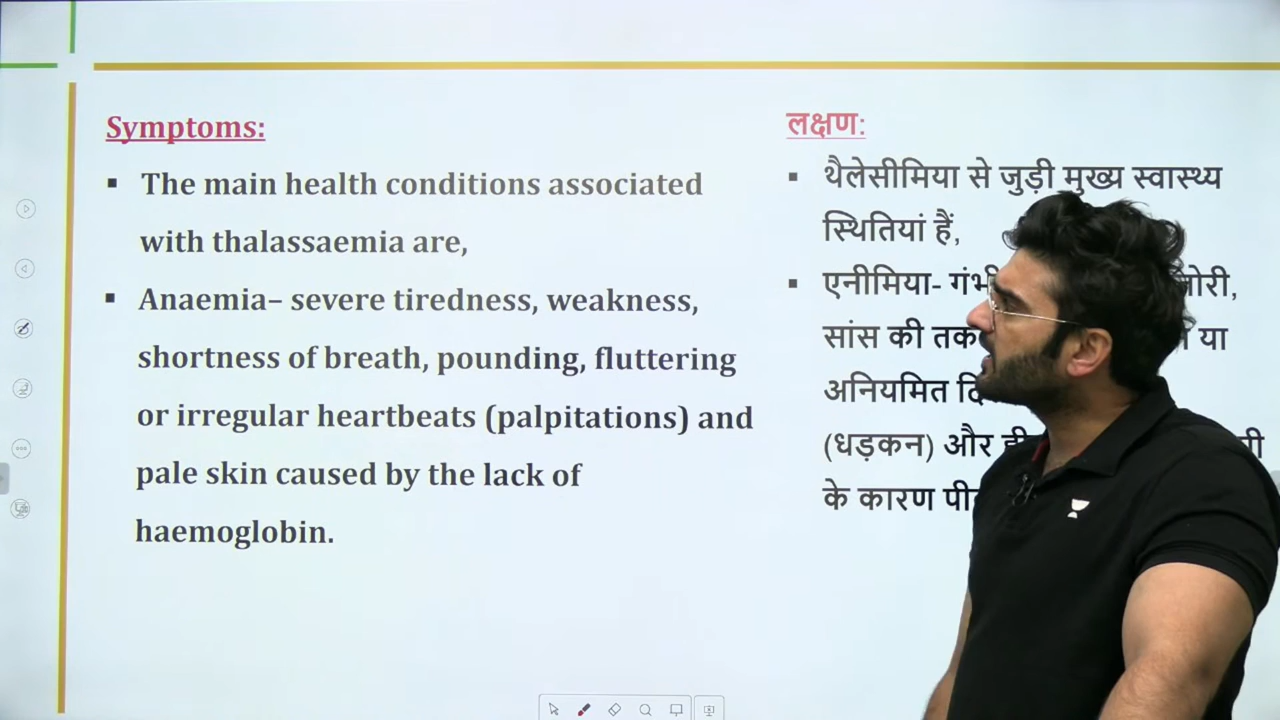 Symptoms:
▪ The main health conditions associated
with thalassaemia are,
▪ Anaemia– severe tiredness, weakness,
shortness of breath, pounding, fluttering
or irregular heartbeats (palpitations) and
pale skin caused by the lack of
haemoglobin.
लक्षण:
▪ थैलेसीमिया से जुड़ी मुख्य स्वास्थ्य
स्थितियां हैं,
▪ एनीमिया-
सांस की या
अनियमित
(धड़कन) और
के कारण